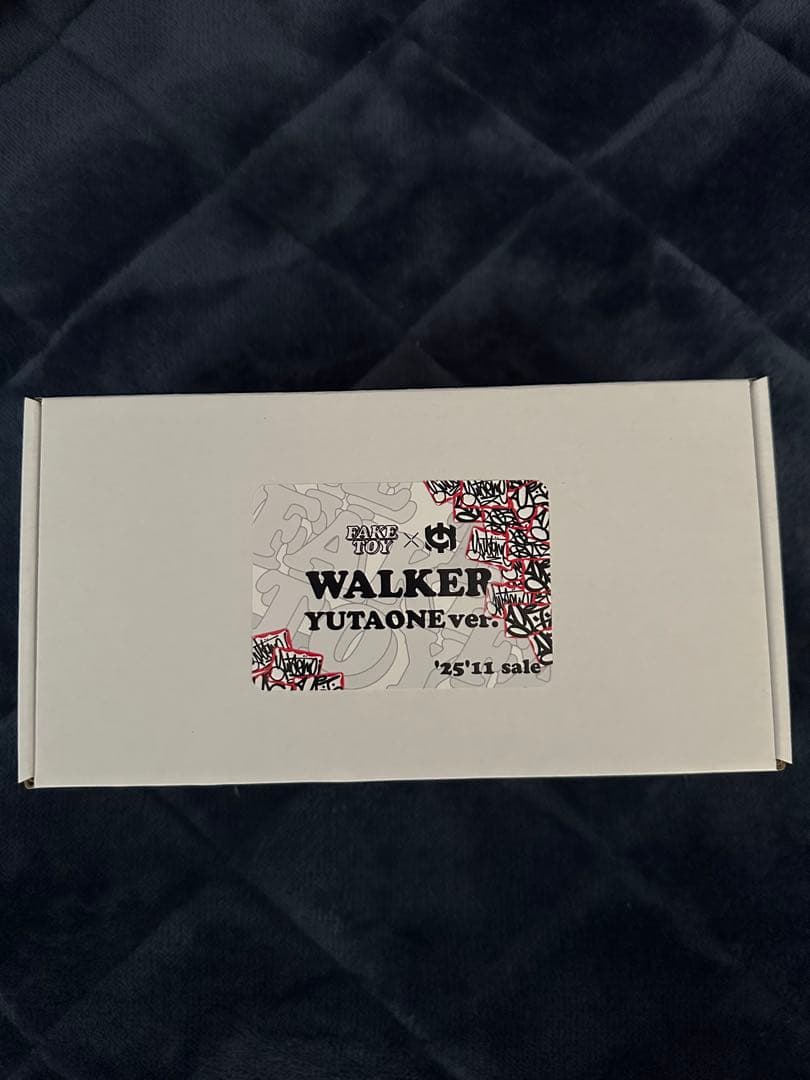 FAKE
TOY ×
WALKER
YUTAONE ver.
'25'11 sale